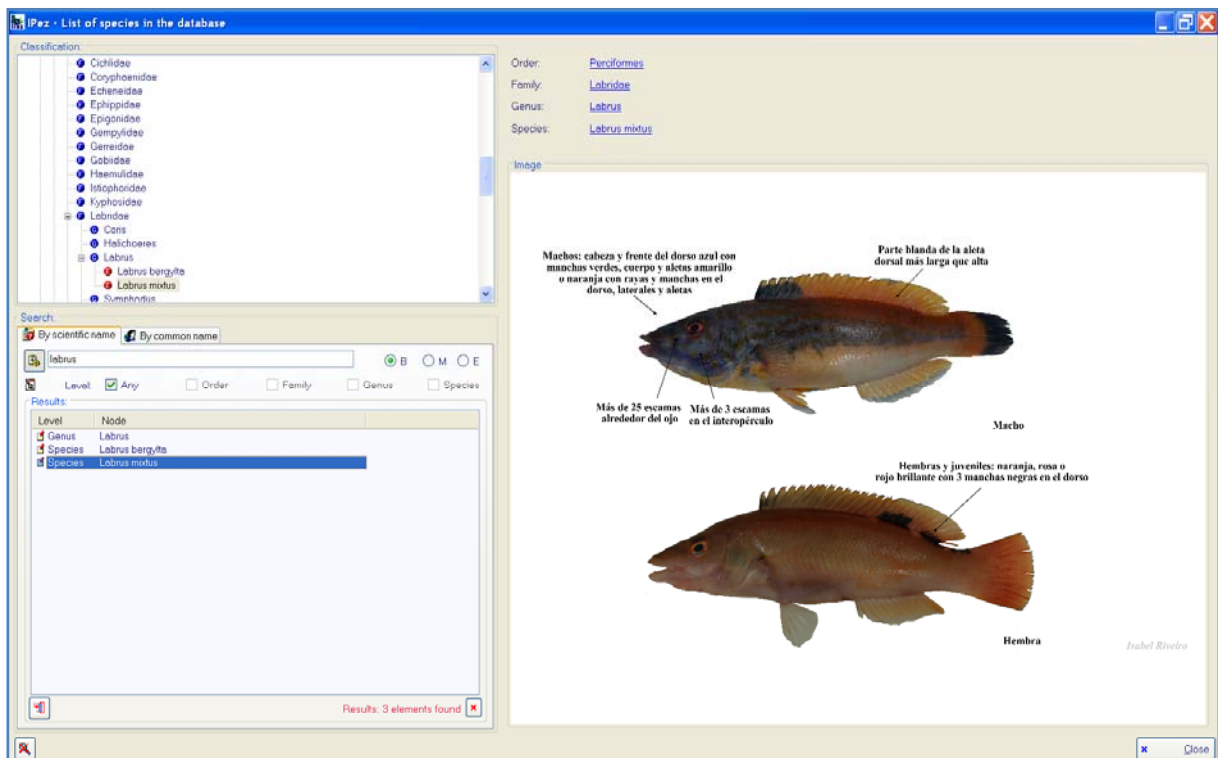 IPez - List of species in the database
Classification:
Cichlidae
Coryphaenidae
Echeneidae
Ephippidae
Epigonidae
Gempylidae
Gerreidae
Gobiidae
Haemulidae
Istiophoridae
Kyphosidae
Labridae
Coris
Halichoeres
Labrus
Labrus bergylta
Labrus mixtus
Symphodus
Search:
By scientific name
By common name
labrus
B M E
Level: Any Order Family Genus Species
Results:
Level Node
Genus Labrus
Species Labrus bergylta
Species Labrus mixtus
Results: 3 elements found
Order: Perciformes
Family: Labridae
Genus: Labrus
Species: Labrus mixtus
Image
Machos: cabeza y frente del dorso azul con
manchas verdes, cuerpo y aletas amarillo
o naranja con rayas y manchas en el
dorso, laterales y aletas
Parte blanda de la aleta
dorsal más larga que alta
Más de 25 escamas
alrededor del ojo
Más de 3 escamas
en el interopérculo
Macho
Hembras y juveniles: naranja, rosa o
rojo brillante con 3 manchas negras en el dorso
Hembra
Isabel Riveiro
Close